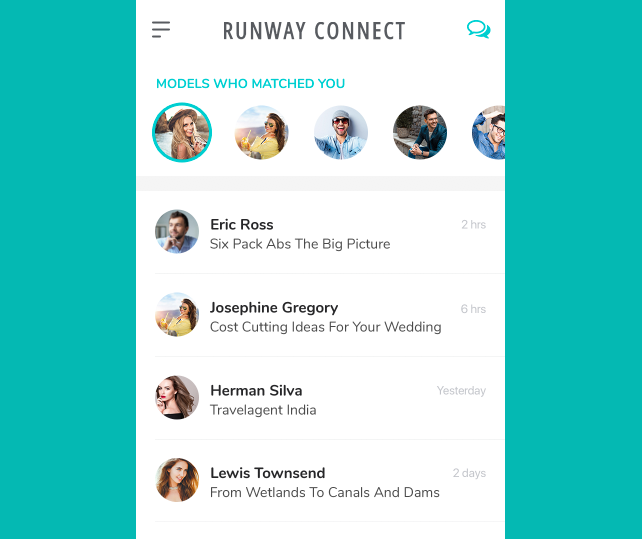 RUNWAY CONNECT
MODELS WHO MATCHED YOU
Eric Ross 2 hrs
Six Pack Abs The Big Picture
Josephine Gregory 6 hrs
Cost Cutting Ideas For Your Wedding
Herman Silva Yesterday
Travelagent India
Lewis Townsend 2 days
From Wetlands To Canals And Dams